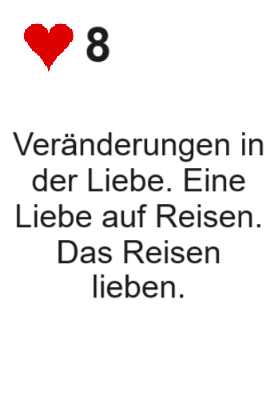 8
Veränderungen in
der Liebe. Eine
Liebe auf Reisen.
Das Reisen
lieben.